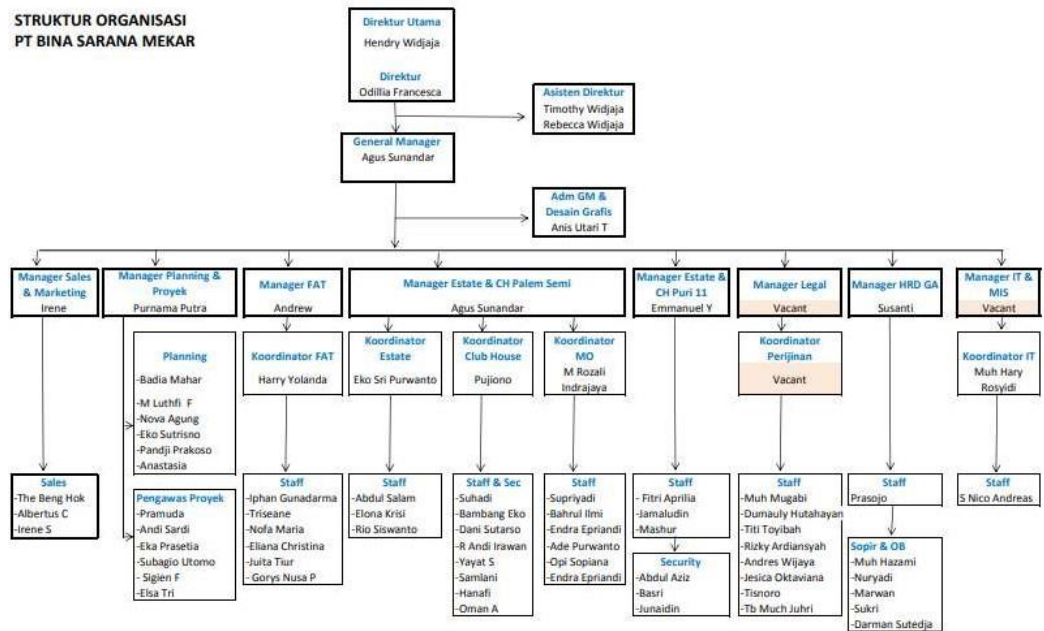 STRUKTUR ORGANISASI
PT BINA SARANA MEKAR
Direktur Utama
Hendry Widjaja
Direktur
Odillia Francesca
Asisten Direktur
Timothy Widjaja
Rebecca Widjaja
General Manager
Agus Sunandar
Adm GM &
Desain Grafis
Anis Utari T
Manager Sales
& Marketing
Irene
Manager Planning &
Proyek
Purnama Putra
Manager FAT
Andrew
Manager Estate & CH Palem Semi
Agus Sunandar
Manager Estate &
CH Puri 11
Emmanuel Y
Manager Legal
Vacant
Manager HRD GA
Susanti
Manager IT &
MIS
Vacant
Planning
-Badia Mahar
-M Luthfi F
-Nova Agung
-Eko Sutrisno
-Pandji Prakoso
-Anastasia
Koordinator FAT
Harry Yolanda
Koordinator
Estate
Eko Sri Purwanto
Koordinator
Club House
Pujiono
Koordinator
MO
M Rozali
Indrajaya
Koordinator
Perijinan
Vacant
Koordinator IT
Muh Hary
Rosyidi
Sales
-The Beng Hok
-Albertus C
-Irene S
Pengawas Proyek
-Pramuda
-Andi Sardi
-Eka Prasetia
-Subagio Utomo
- Sigien F
-Elsa Tri
Staff
-Iphan Gunadarma
-Triseane
-Nofa Maria
-Eliana Christina
-Juita Tiur
- Gorys Nusa P
Staff
-Abdul Salam
-Elona Krisi
-Rio Siswanto
Staff & Sec
-Suhadi
-Bambang Eko
-Dani Sutarso
-R Andi Irawan
-Yayat S
-Samlani
-Hanafi
-Oman A
Staff
-Supriyadi
-Bahrul Ilmi
-Endra Epriandi
-Ade Purwanto
-Opi Sopiana
-Endra Epriandi
Staff
- Fitri Aprilia
-Jamaludin
-Mashur
Security
-Abdul Aziz
-Basri
-Junaidin
Staff
-Muh Mugabi
-Dumauly Hutahayan
-Titi Toyibah
-Rizky Ardiansyah
-Andres Wijaya
-Jesica Oktaviana
-Tisnoro
-Tb Much Juhri
Staff
Prasojo
Sopir & OB
-Muh Hazami
-Nuryadi
-Marwan
-Sukri
-Darman Sutedja
Staff
S Nico Andreas